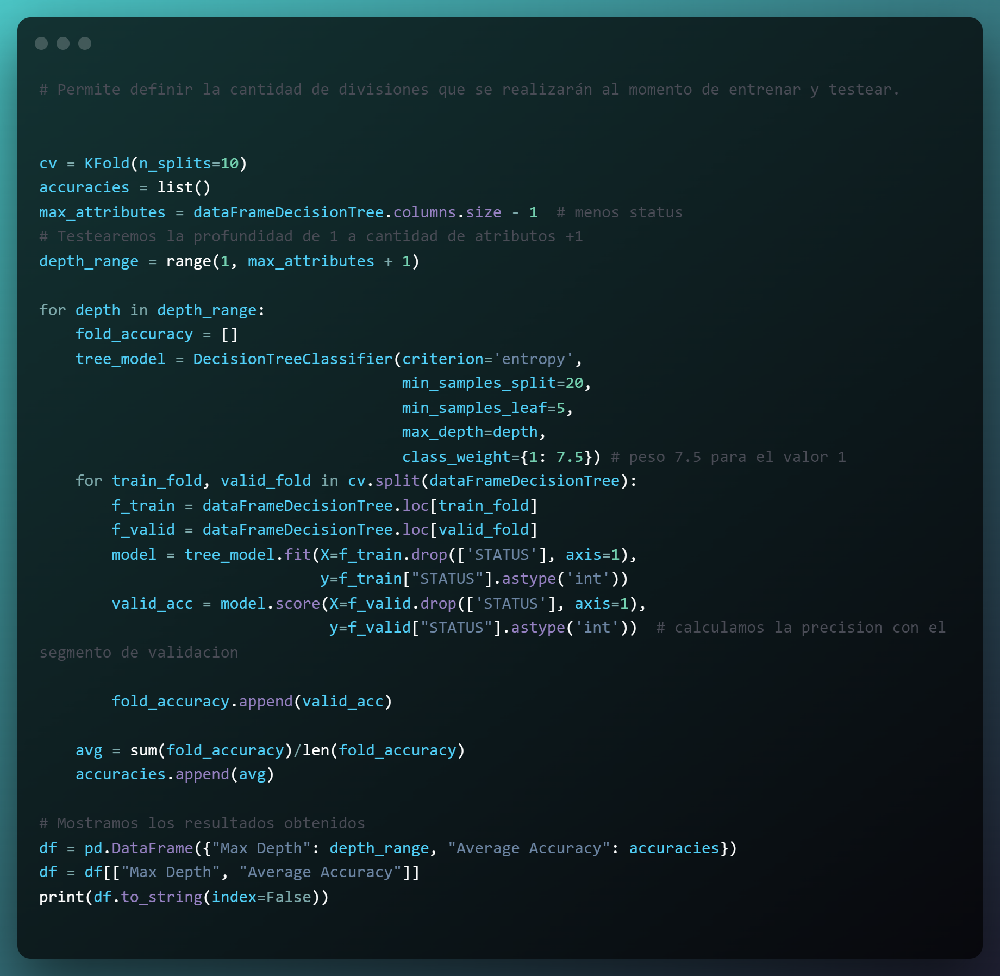 # Permite definir la cantidad de divisiones que se realizarán al momento de entrenar y testear.
cv = KFold(n_splits=10)
accuracies = list()
max_attributes = dataFrameDecisionTree.columns.size - 1  # menos status
# Testearemos la profundidad de 1 a cantidad de atributos +1
depth_range = range(1, max_attributes + 1)
for depth in depth_range:
    fold_accuracy = []
    tree_model = DecisionTreeClassifier(criterion='entropy',
                                        min_samples_split=20,
                                        min_samples_leaf=5,
                                        max_depth=depth,
                                        class_weight={1: 7.5}) # peso 7.5 para el valor 1
    for train_fold, valid_fold in cv.split(dataFrameDecisionTree):
        f_train = dataFrameDecisionTree.loc[train_fold]
        f_valid = dataFrameDecisionTree.loc[valid_fold]
        model = tree_model.fit(X=f_train.drop(['STATUS'], axis=1),
                               y=f_train["STATUS"].astype('int'))
        valid_acc = model.score(X=f_valid.drop(['STATUS'], axis=1),
                                y=f_valid["STATUS"].astype('int'))  # calculamos la precision con el
segmento de validacion
        fold_accuracy.append(valid_acc)
    avg = sum(fold_accuracy)/len(fold_accuracy)
    accuracies.append(avg)
# Mostramos los resultados obtenidos
df = pd.DataFrame({"Max Depth": depth_range, "Average Accuracy": accuracies})
df = df[["Max Depth", "Average Accuracy"]]
print(df.to_string(index=False))